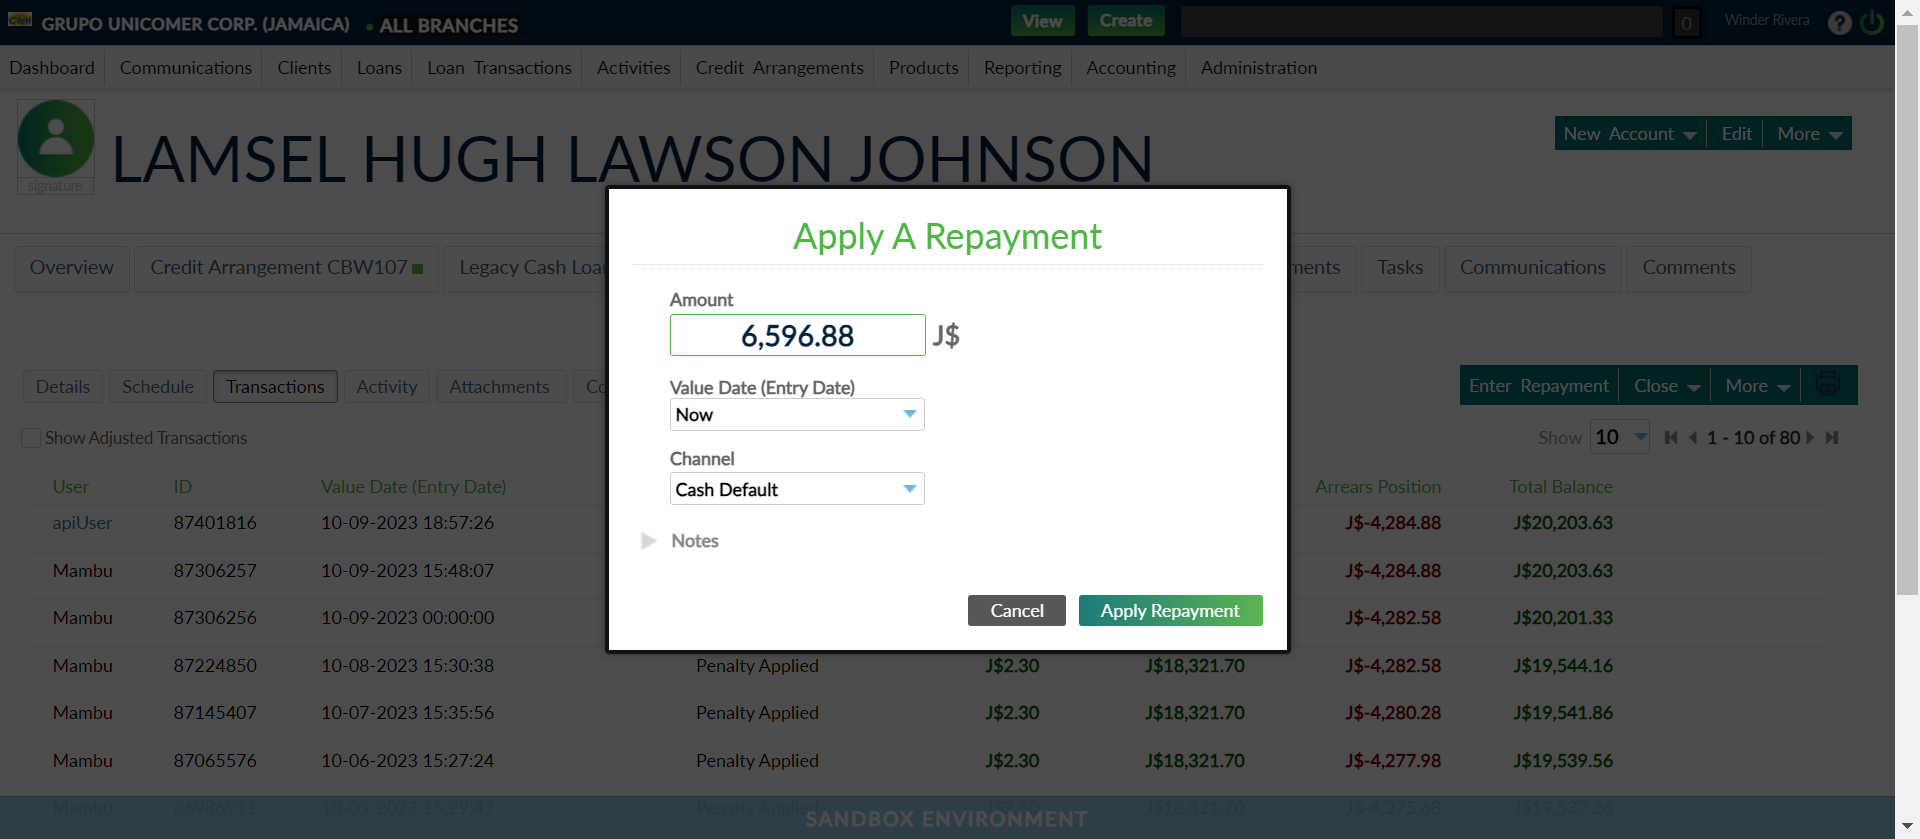 GRUPO UNICOMER CORP. (JAMAICA) • ALL BRANCHES View Create 0 Winder Rivera ?
Dashboard Communications Clients Loans Loan Transactions Activities Credit Arrangements Products Reporting Accounting Administration
LAMSEL HUGH LAWSON JOHNSON
New Account Edit More
signature
Apply A Repayment
Overview Credit Arrangement CBW107 Legacy Cash Loa ments Tasks Communications Comments
Amount
6,596.88 J$
Details Schedule Transactions Activity Attachments Co
Value Date (Entry Date)
Now
Enter Repayment Close More
Show Adjusted Transactions
Show 10 1 - 10 of 80
Channel
Cash Default
User ID Value Date (Entry Date) Arrears Position Total Balance
apiUser 87401816 10-09-2023 18:57:26 J$-4,284.88 J$20,203.63
Notes
Mambu 87306257 10-09-2023 15:48:07 J$-4,284.88 J$20,203.63
Cancel Apply Repayment
Mambu 87306256 10-09-2023 00:00:00 J$-4,282.58 J$20,201.33
Mambu 87224850 10-08-2023 15:30:38 Penalty Applied J$2.30 J$18,321.70 J$-4,282.58 J$19,544.16
Mambu 87145407 10-07-2023 15:35:56 Penalty Applied J$2.30 J$18,321.70 J$-4,280.28 J$19,541.86
Mambu 87065576 10-06-2023 15:27:24 Penalty Applied J$2.30 J$18,321.70 J$-4,277.98 J$19,539.56
Mambu 86986911 10-05-2023 15:29:47 Penalty Applied J$2.30 J$18,321.70 J$-4,275.68 J$19,537.26
SANDBOX ENVIRONMENT